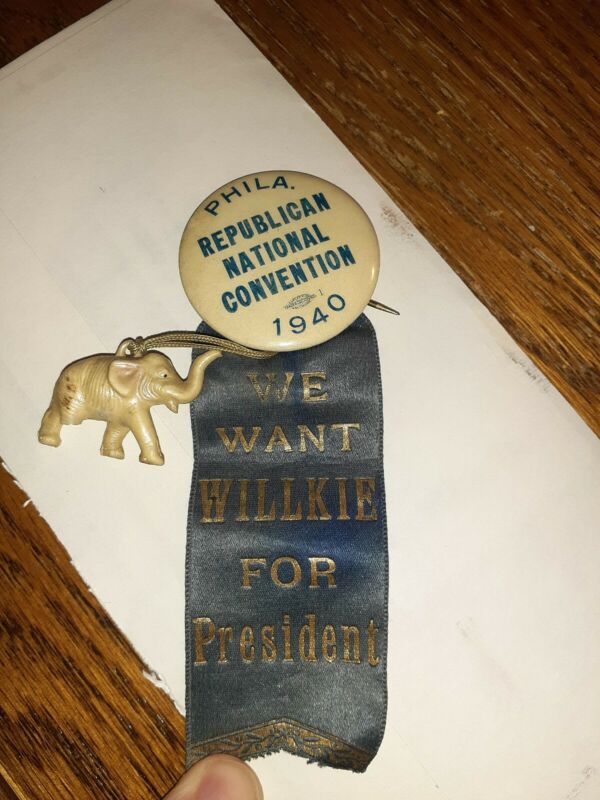 PHILA.
REPUBLICAN
NATIONAL
CONVENTION
1940
WE
WANT
WILLKIE
FOR
President